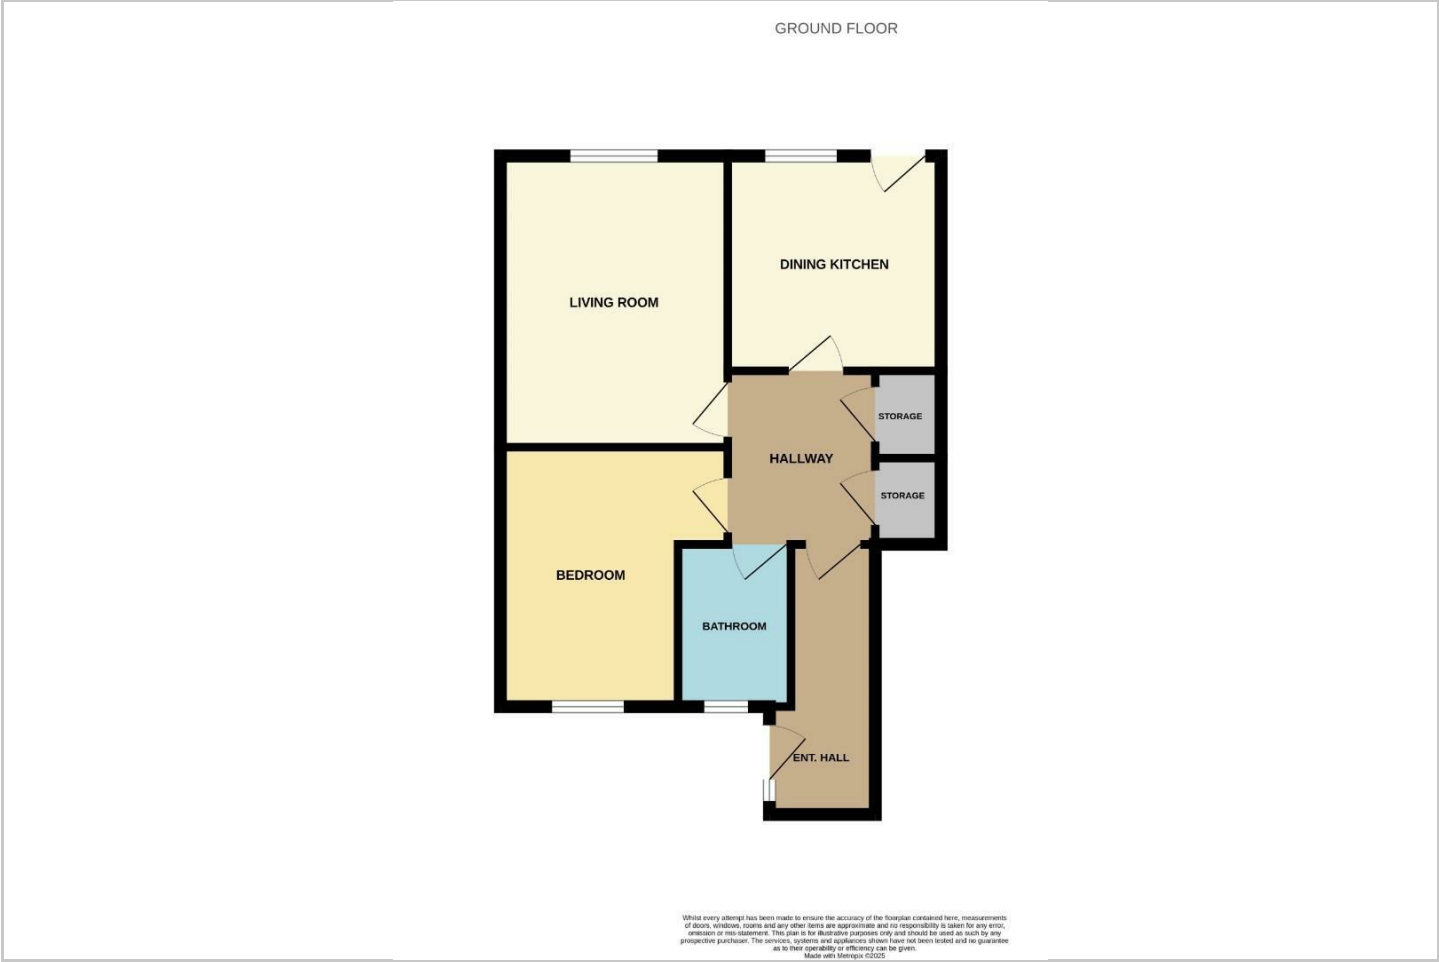 GROUND FLOOR
DINING KITCHEN
LIVING ROOM
STORAGE
HALLWAY
STORAGE
BEDROOM
BATHROOM
ENT. HALL
Whilst every attempt has been made to ensure the accuracy of the floorplan contained here, measurements
of doors, windows, rooms and any other items are approximate and no responsibility is taken for any error,
omission or mis-statement. This plan is for illustrative purposes only and should be used as such by any
prospective purchaser. The services, systems and appliances shown have not been tested and no guarantee
as to their operability or efficiency can be given.
Made with Metropix ©2025